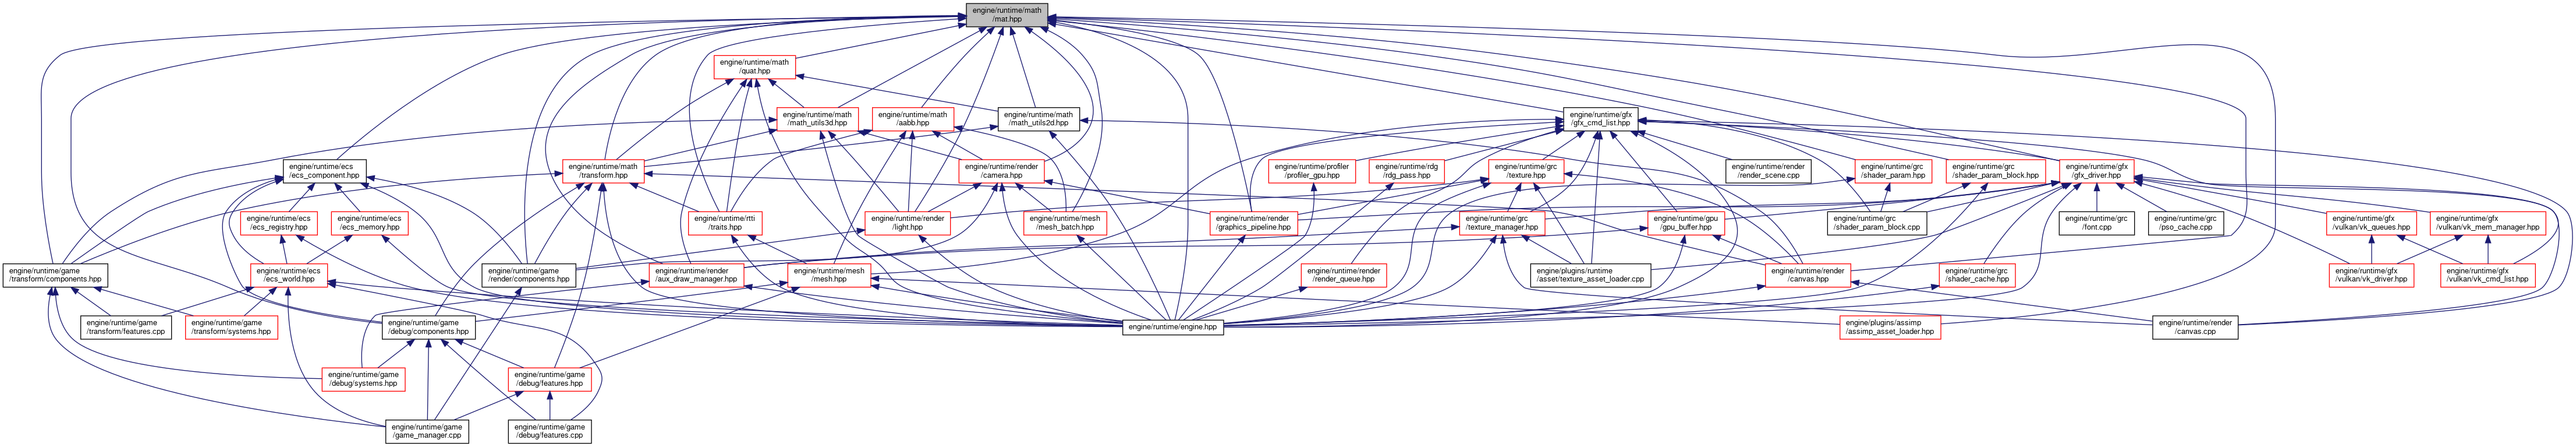 engine/runtime/math
/mat.hpp
engine/runtime/math
/quat.hpp
engine/runtime/math
/math_utils3d.hpp
engine/runtime/math
/aabb.hpp
engine/runtime/math
/math_utils2d.hpp
engine/runtime/gfx
/gfx_cmd_list.hpp
engine/runtime/ecs
/ecs_component.hpp
engine/runtime/math
/transform.hpp
engine/runtime/render
/camera.hpp
engine/runtime/profiler
/profiler_gpu.hpp
engine/runtime/rdg
/rdg_pass.hpp
engine/runtime/grc
/texture.hpp
engine/runtime/render
/render_scene.cpp
engine/runtime/grc
/shader_param.hpp
engine/runtime/grc
/shader_param_block.hpp
engine/runtime/gfx
/gfx_driver.hpp
engine/runtime/ecs
/ecs_registry.hpp
engine/runtime/ecs
/ecs_memory.hpp
engine/runtime/rtti
/traits.hpp
engine/runtime/render
/light.hpp
engine/runtime/mesh
/mesh_batch.hpp
engine/runtime/render
/graphics_pipeline.hpp
engine/runtime/grc
/texture_manager.hpp
engine/runtime/gpu
/gpu_buffer.hpp
engine/runtime/grc
/shader_param_block.cpp
engine/runtime/grc
/font.cpp
engine/runtime/grc
/pso_cache.cpp
engine/runtime/gfx
/vulkan/vk_queues.hpp
engine/runtime/gfx
/vulkan/vk_mem_manager.hpp
engine/runtime/game
/transform/components.hpp
engine/runtime/ecs
/ecs_world.hpp
engine/runtime/game
/render/components.hpp
engine/runtime/render
/aux_draw_manager.hpp
engine/runtime/mesh
/mesh.hpp
engine/runtime/render
/render_queue.hpp
engine/plugins/runtime
/asset/texture_asset_loader.cpp
engine/runtime/render
/canvas.hpp
engine/runtime/grc
/shader_cache.hpp
engine/runtime/gfx
/vulkan/vk_driver.hpp
engine/runtime/gfx
/vulkan/vk_cmd_list.hpp
engine/runtime/game
/transform/features.cpp
engine/runtime/game
/transform/systems.hpp
engine/runtime/game
/debug/components.hpp
engine/runtime/engine.hpp
engine/plugins/assimp
/assimp_asset_loader.hpp
engine/runtime/render
/canvas.cpp
engine/runtime/game
/debug/systems.hpp
engine/runtime/game
/debug/features.hpp
engine/runtime/game
/game_manager.cpp
engine/runtime/game
/debug/features.cpp